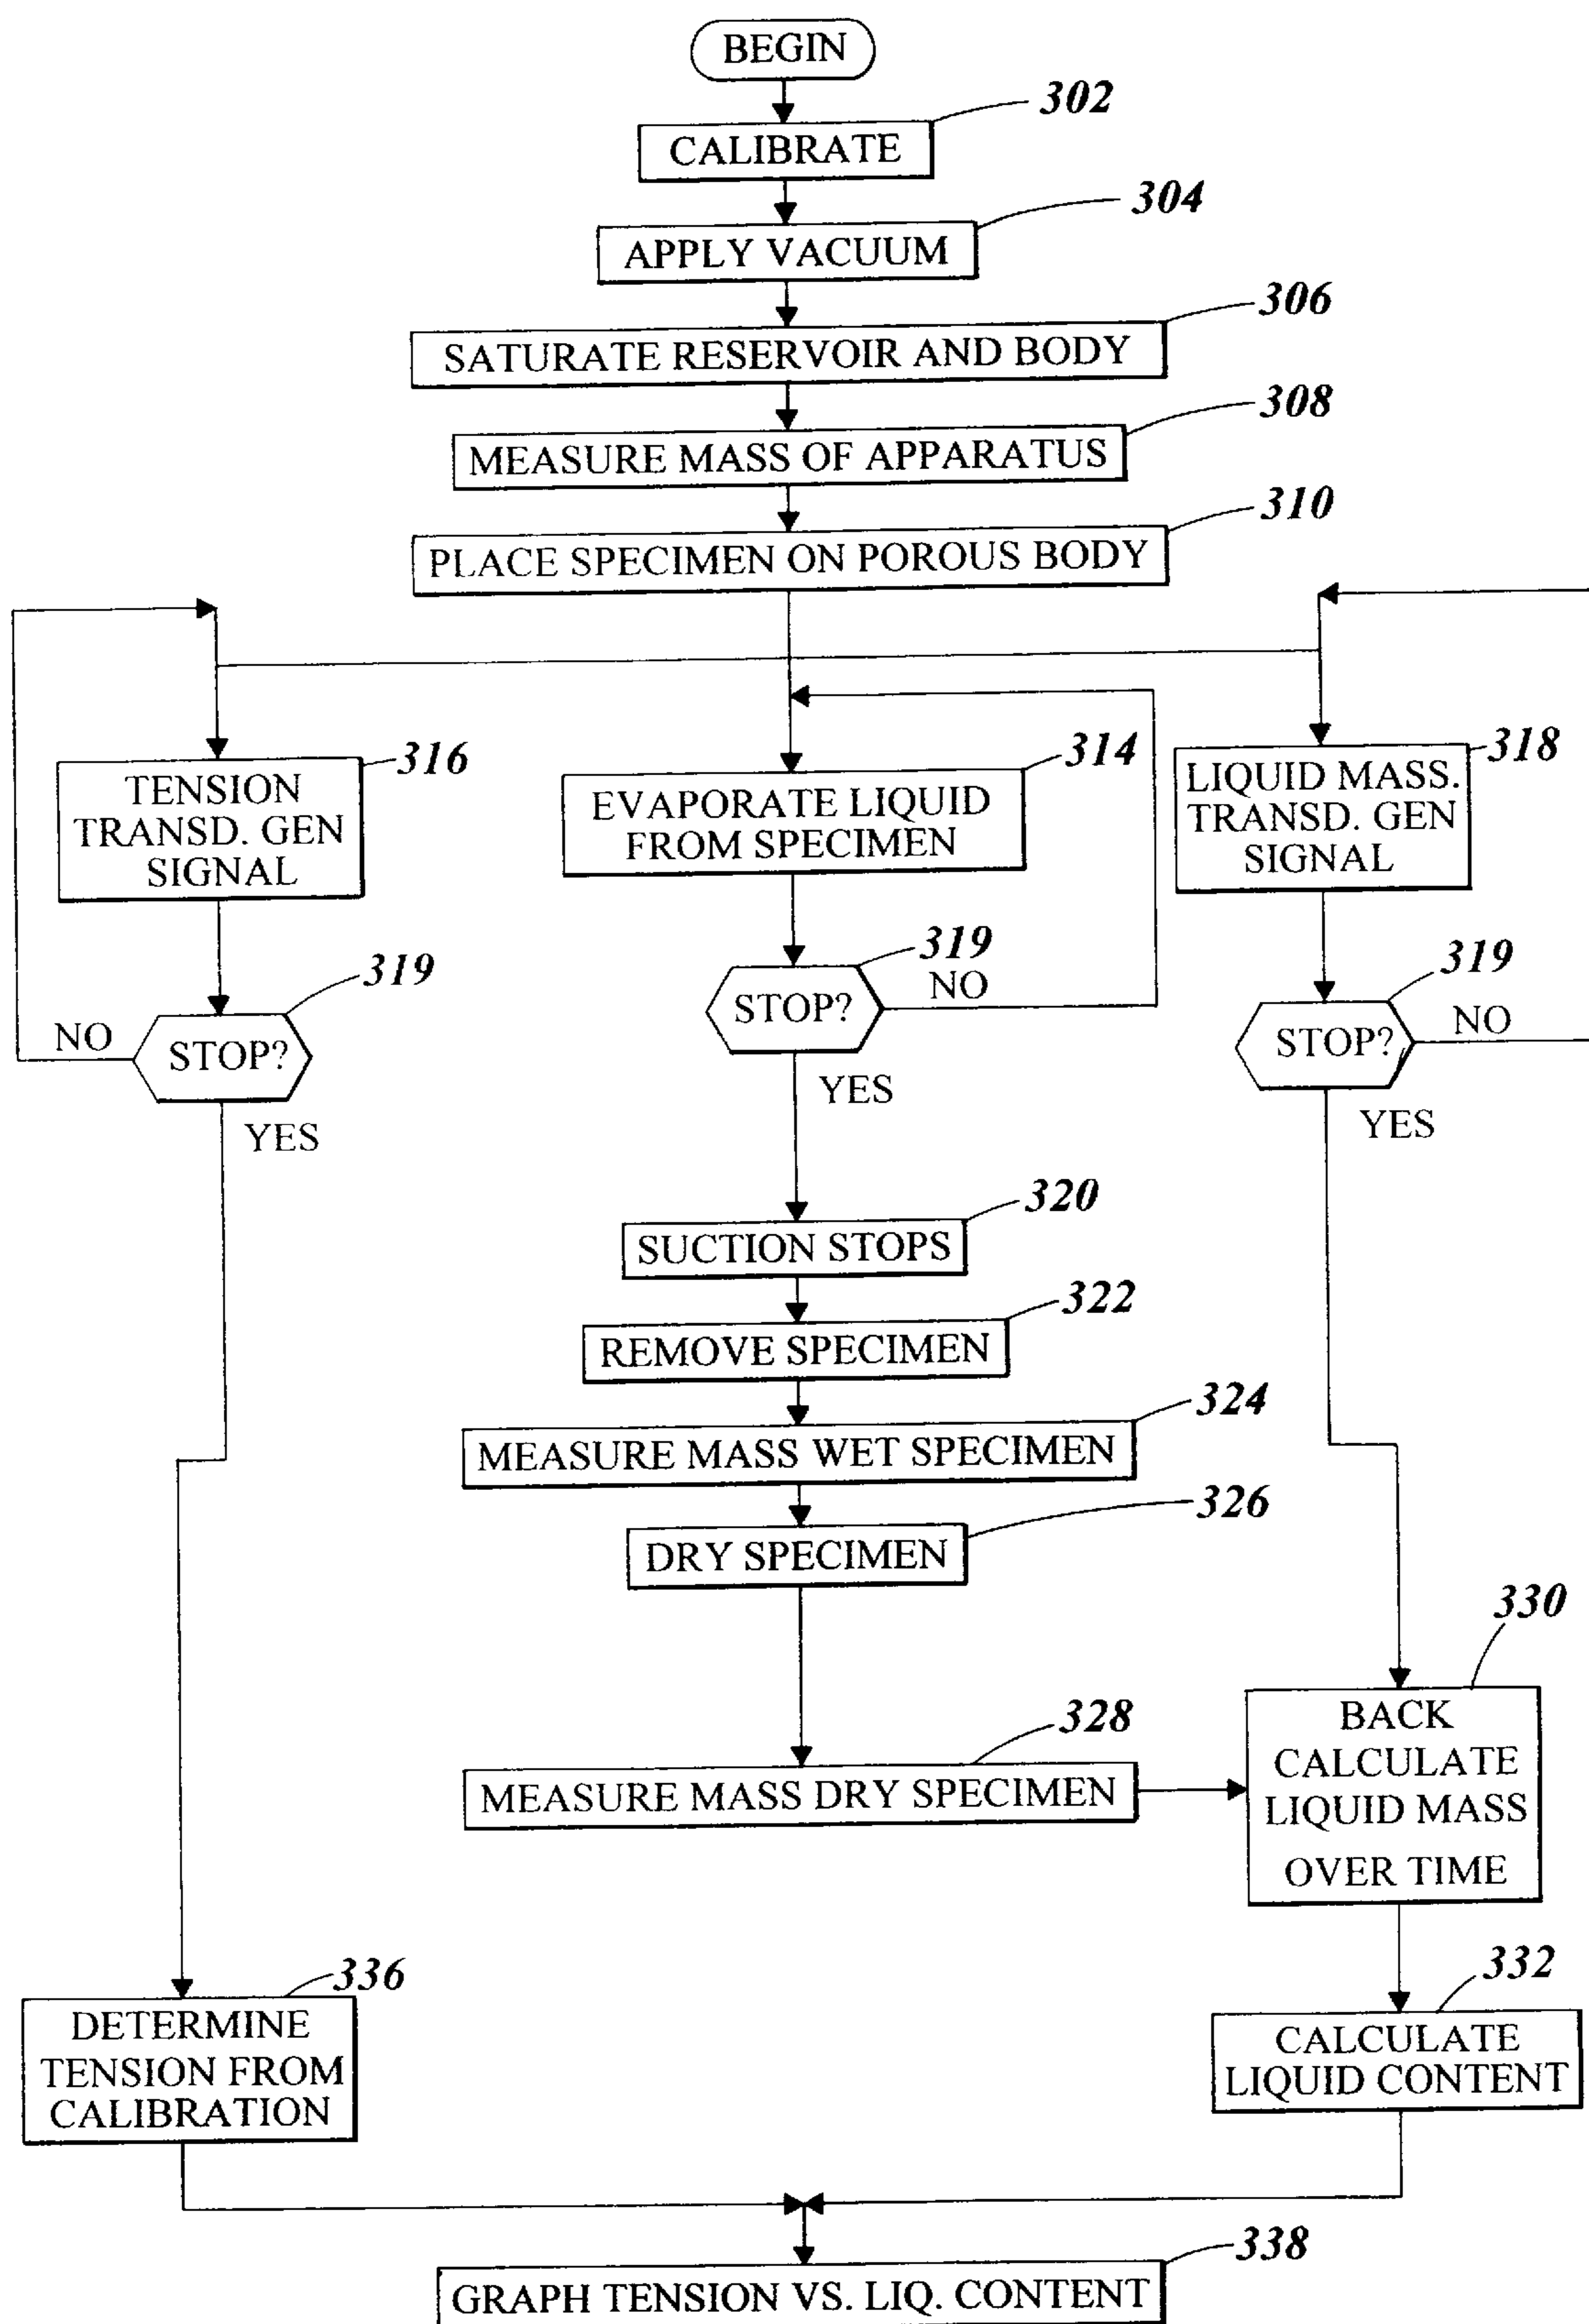 BEGIN
302
CALIBRATE
304
APPLY VACUUM
306
SATURATE RESERVOIR AND BODY
308
MEASURE MASS OF APPARATUS
310
PLACE SPECIMEN ON POROUS BODY
316
TENSION
TRANSD. GEN
SIGNAL
314
EVAPORATE LIQUID
FROM SPECIMEN
318
LIQUID MASS.
TRANSD. GEN
SIGNAL
319
STOP?
NO
YES
319
STOP?
NO
YES
319
STOP?
NO
YES
320
SUCTION STOPS
322
REMOVE SPECIMEN
324
MEASURE MASS WET SPECIMEN
326
DRY SPECIMEN
328
MEASURE MASS DRY SPECIMEN
330
BACK
CALCULATE
LIQUID MASS
OVER TIME
336
DETERMINE
TENSION FROM
CALIBRATION
332
CALCULATE
LIQUID CONTENT
338
GRAPH TENSION VS. LIQ. CONTENT